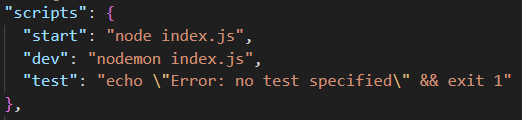 "scripts": {
"start": "node index.js",
"dev": "nodemon index.js",
"test": "echo \"Error: no test specified\" && exit 1"
},